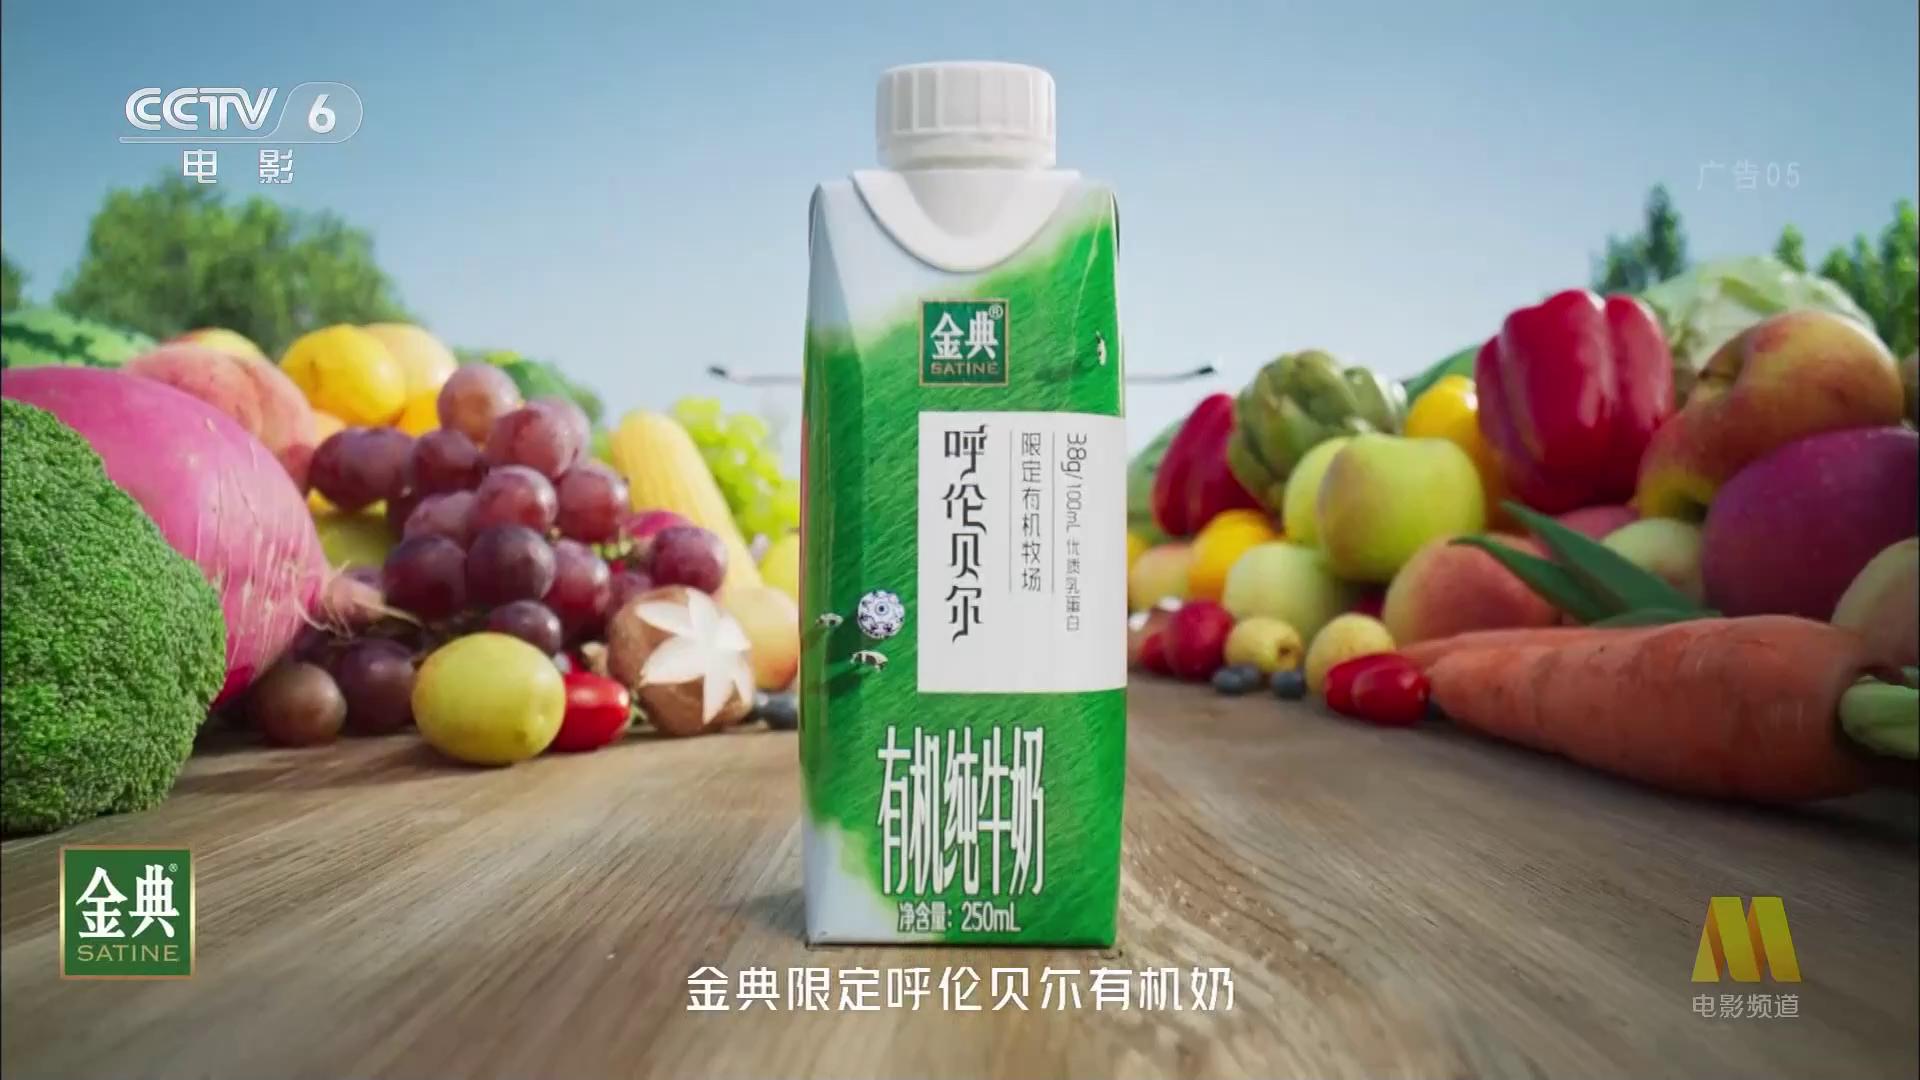 CCTV 6
电影
广告05
金典®
SATINE
呼伦贝尔
限定有机牧场
3.8g/100mL 优质乳蛋白
有机纯牛奶
净含量：250mL
金典®
SATINE
金典限定呼伦贝尔有机奶
电影频道